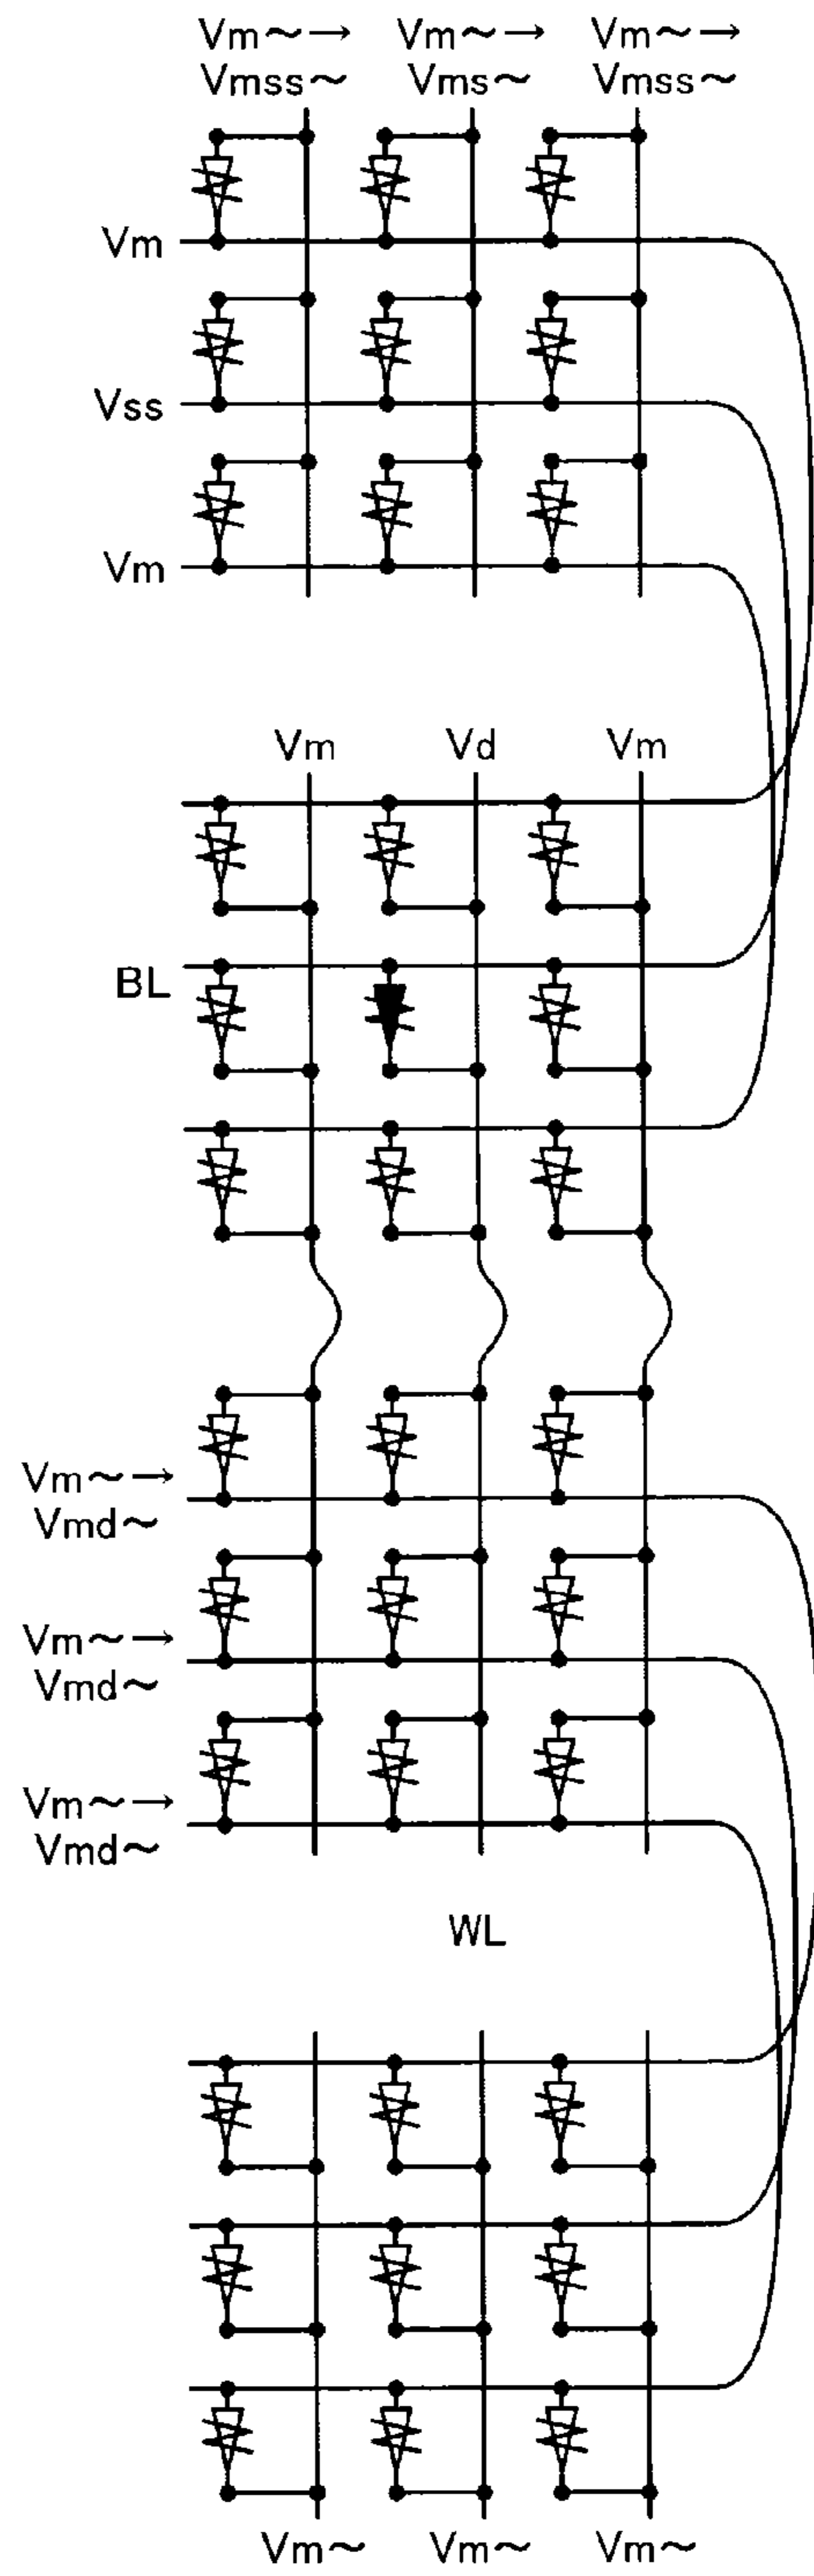 Vm～→ Vm～→ Vm～→
Vmss～ Vms～ Vmss～
Vm
Vss
Vm
Vm Vd Vm
BL
Vm～→
Vmd～
Vm～→
Vmd～
Vm～→
Vmd～
WL
Vm～ Vm～ Vm～